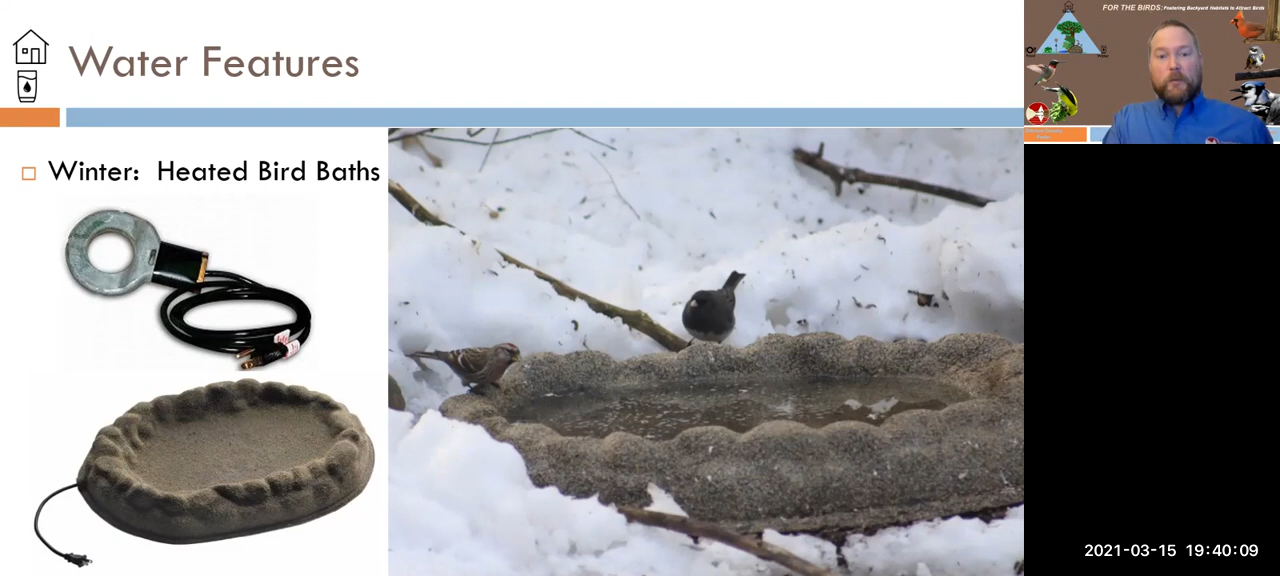 Water Features
FOR THE BIRDS: Fostering Backyard Habitats to Attract Birds
Winter: Heated Bird Baths
2021-03-15 19:40:09